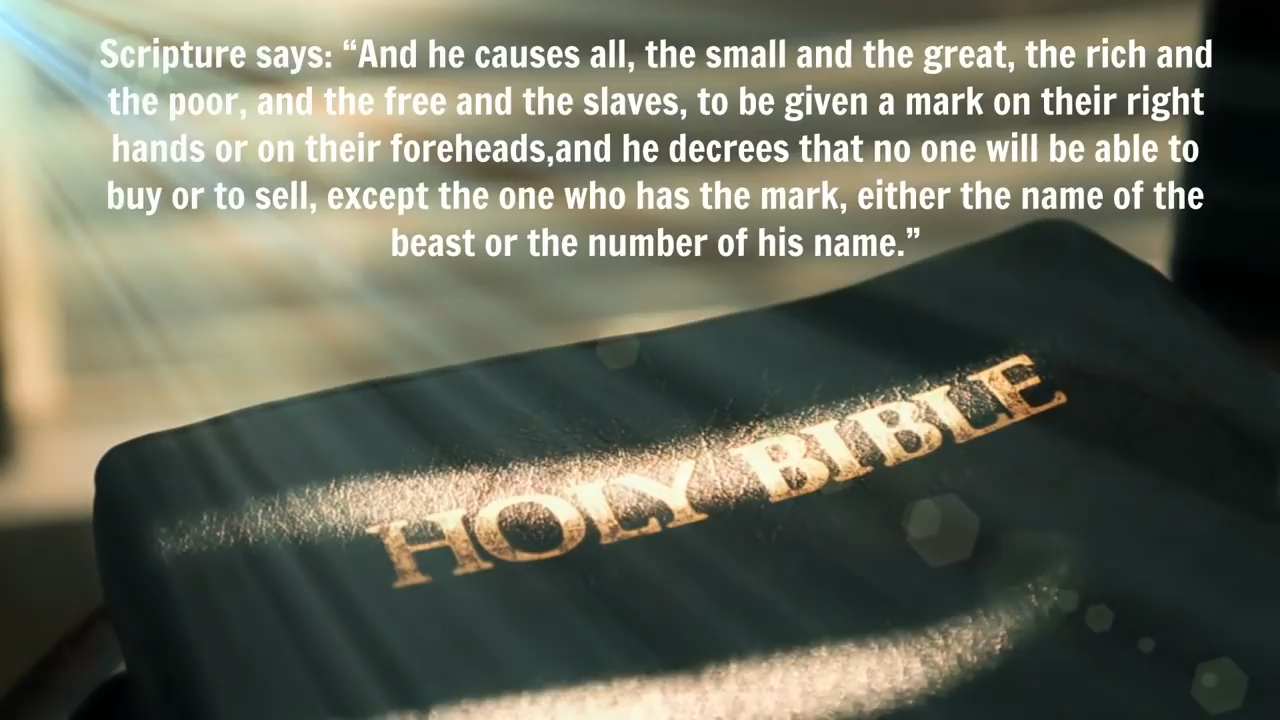 Scripture says: “And he causes all, the small and the great, the rich and
the poor, and the free and the slaves, to be given a mark on their right
hands or on their foreheads,and he decrees that no one will be able to
buy or to sell, except the one who has the mark, either the name of the
beast or the number of his name.”
HOLY BIBLE